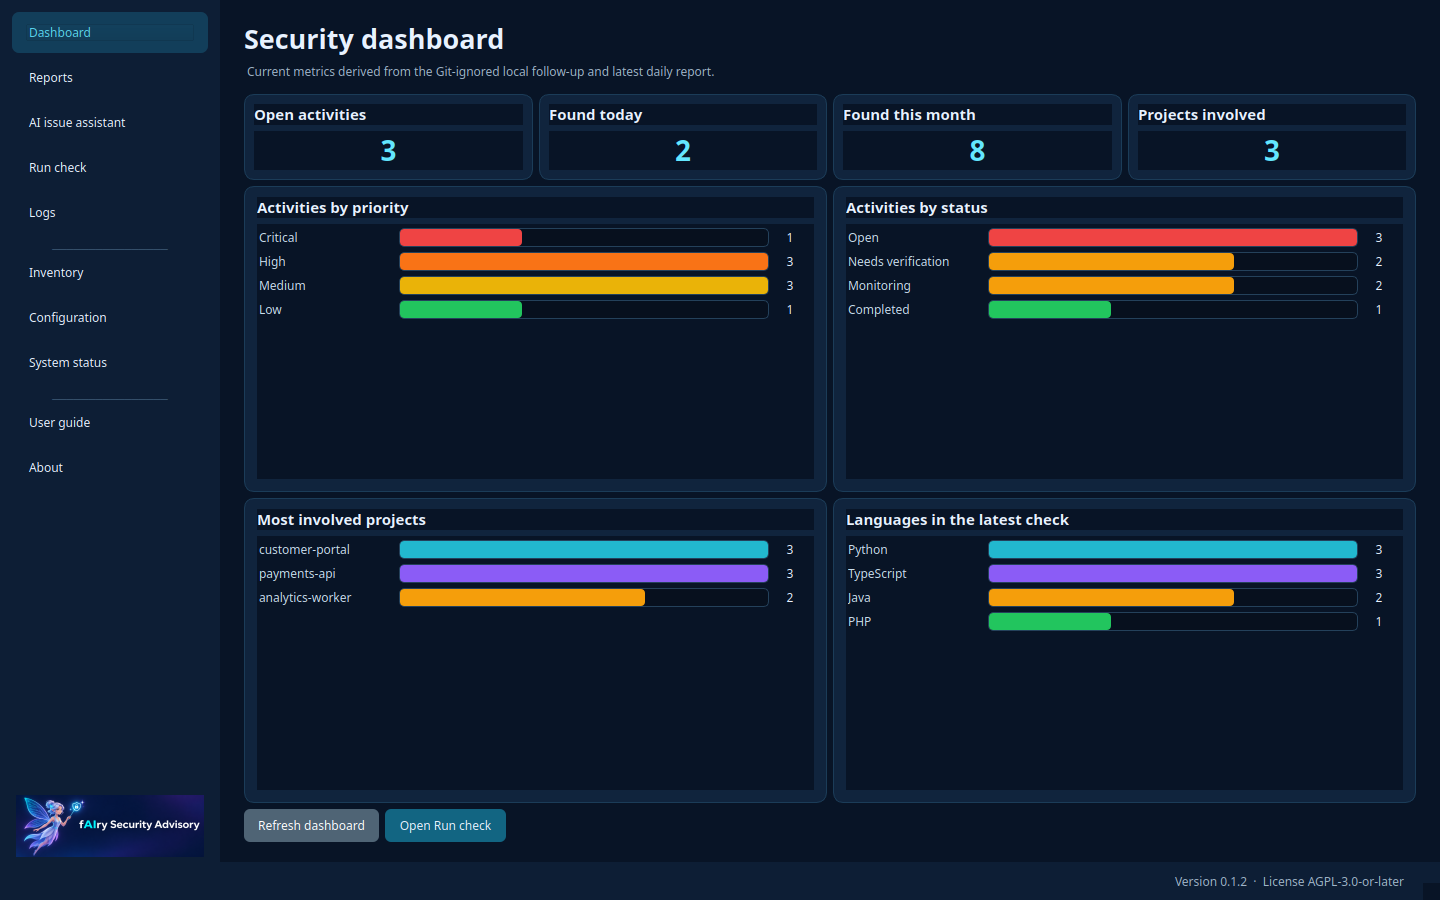 Dashboard
Reports
AI issue assistant
Run check
Logs
Inventory
Configuration
System status
User guide
About
fAIry Security Advisory
Security dashboard
Current metrics derived from the Git-ignored local follow-up and latest daily report.
Open activities
3
Found today
2
Found this month
8
Projects involved
3
Activities by priority
Critical 1
High 3
Medium 3
Low 1
Activities by status
Open 3
Needs verification 2
Monitoring 2
Completed 1
Most involved projects
customer-portal 3
payments-api 3
analytics-worker 2
Languages in the latest check
Python 3
TypeScript 3
Java 2
PHP 1
Refresh dashboard
Open Run check
Version 0.1.2 · License AGPL-3.0-or-later